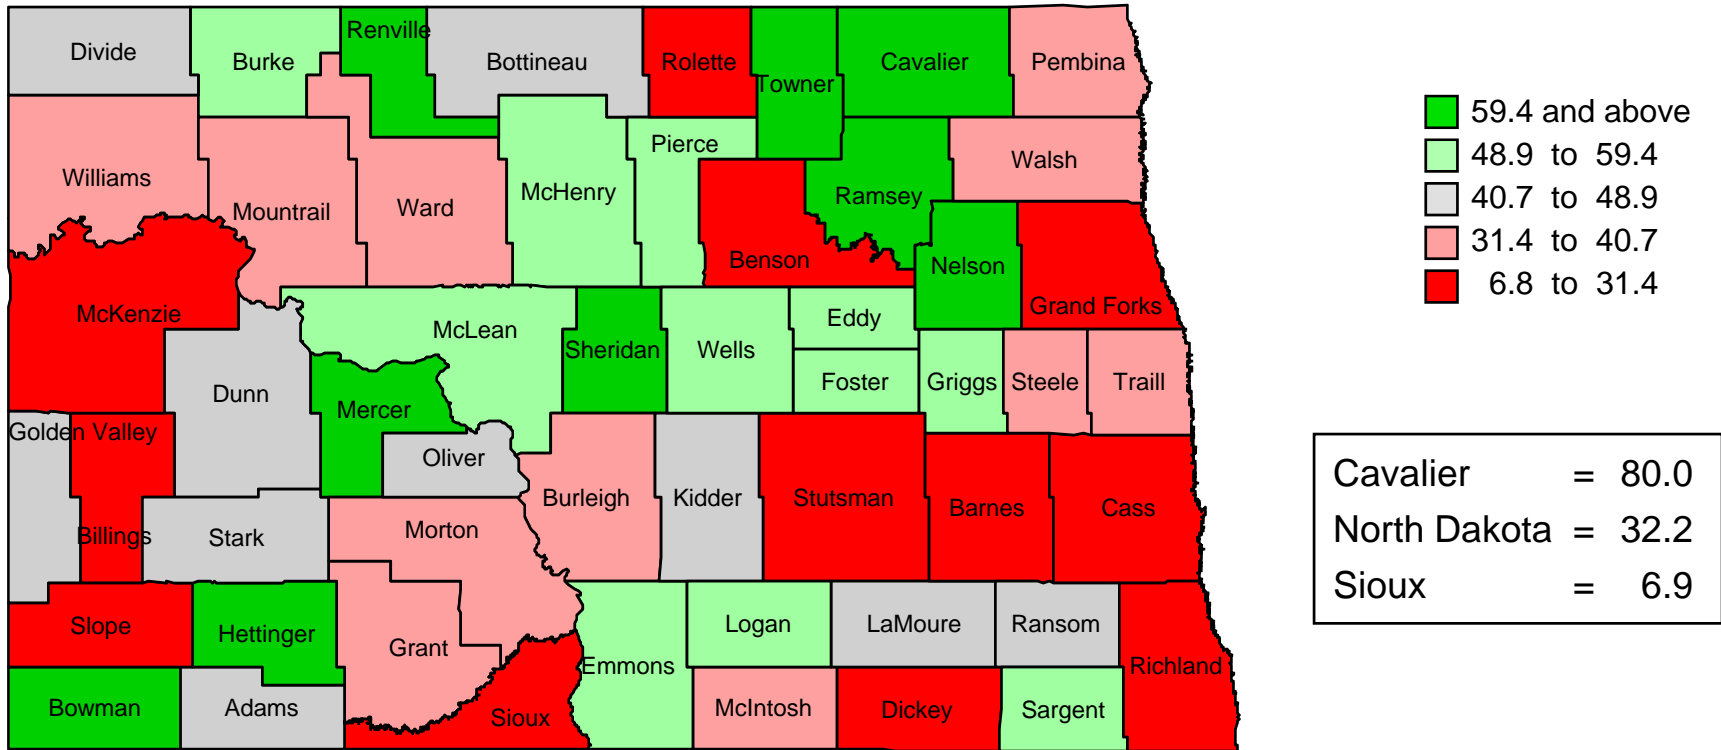 Renville
Divide
Burke
Bottineau
Rolette
Cavalier
Pembina
Towner
Pierce
Walsh
Williams
McHenry
Ramsey
Mountrail
Ward
Benson
Nelson
Grand Forks
McKenzie
McLean
Eddy
Sheridan
Wells
Dunn
Foster
Griggs
Steele
Traill
Mercer
Golden Valley
Oliver
Burleigh
Kidder
Stutsman
Barnes
Cass
Billings
Stark
Morton
Slope
Hettinger
Grant
Logan
LaMoure
Ransom
Emmons
Richland
Bowman
Adams
Sioux
McIntosh
Dickey
Sargent
59.4 and above
48.9 to 59.4
40.7 to 48.9
31.4 to 40.7
6.8 to 31.4
Cavalier = 80.0
North Dakota = 32.2
Sioux = 6.9